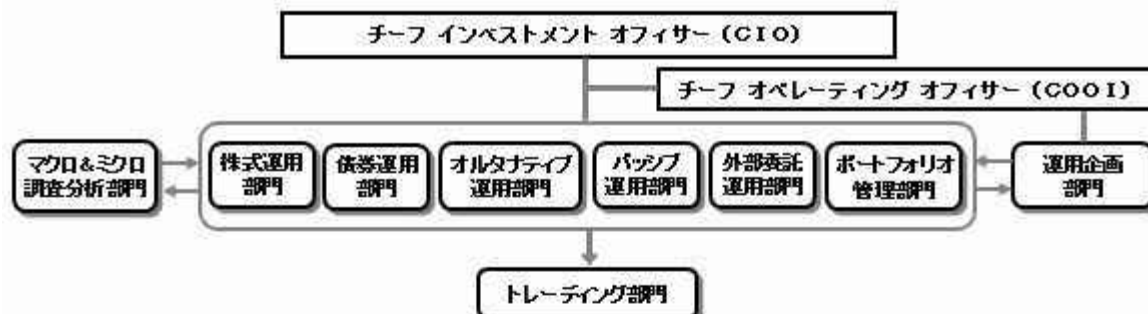 チーフ インベストメント オフィサー (CIO)
チーフ オペレーティング オフィサー (COOI)
マクロ&ミクロ
調査分析部門
株式運用
部門
債券運用
部門
オルタナティブ
運用部門
パッシブ
運用部門
外部委託
運用部門
ポートフォリオ
管理部門
運用企画
部門
トレーディング部門